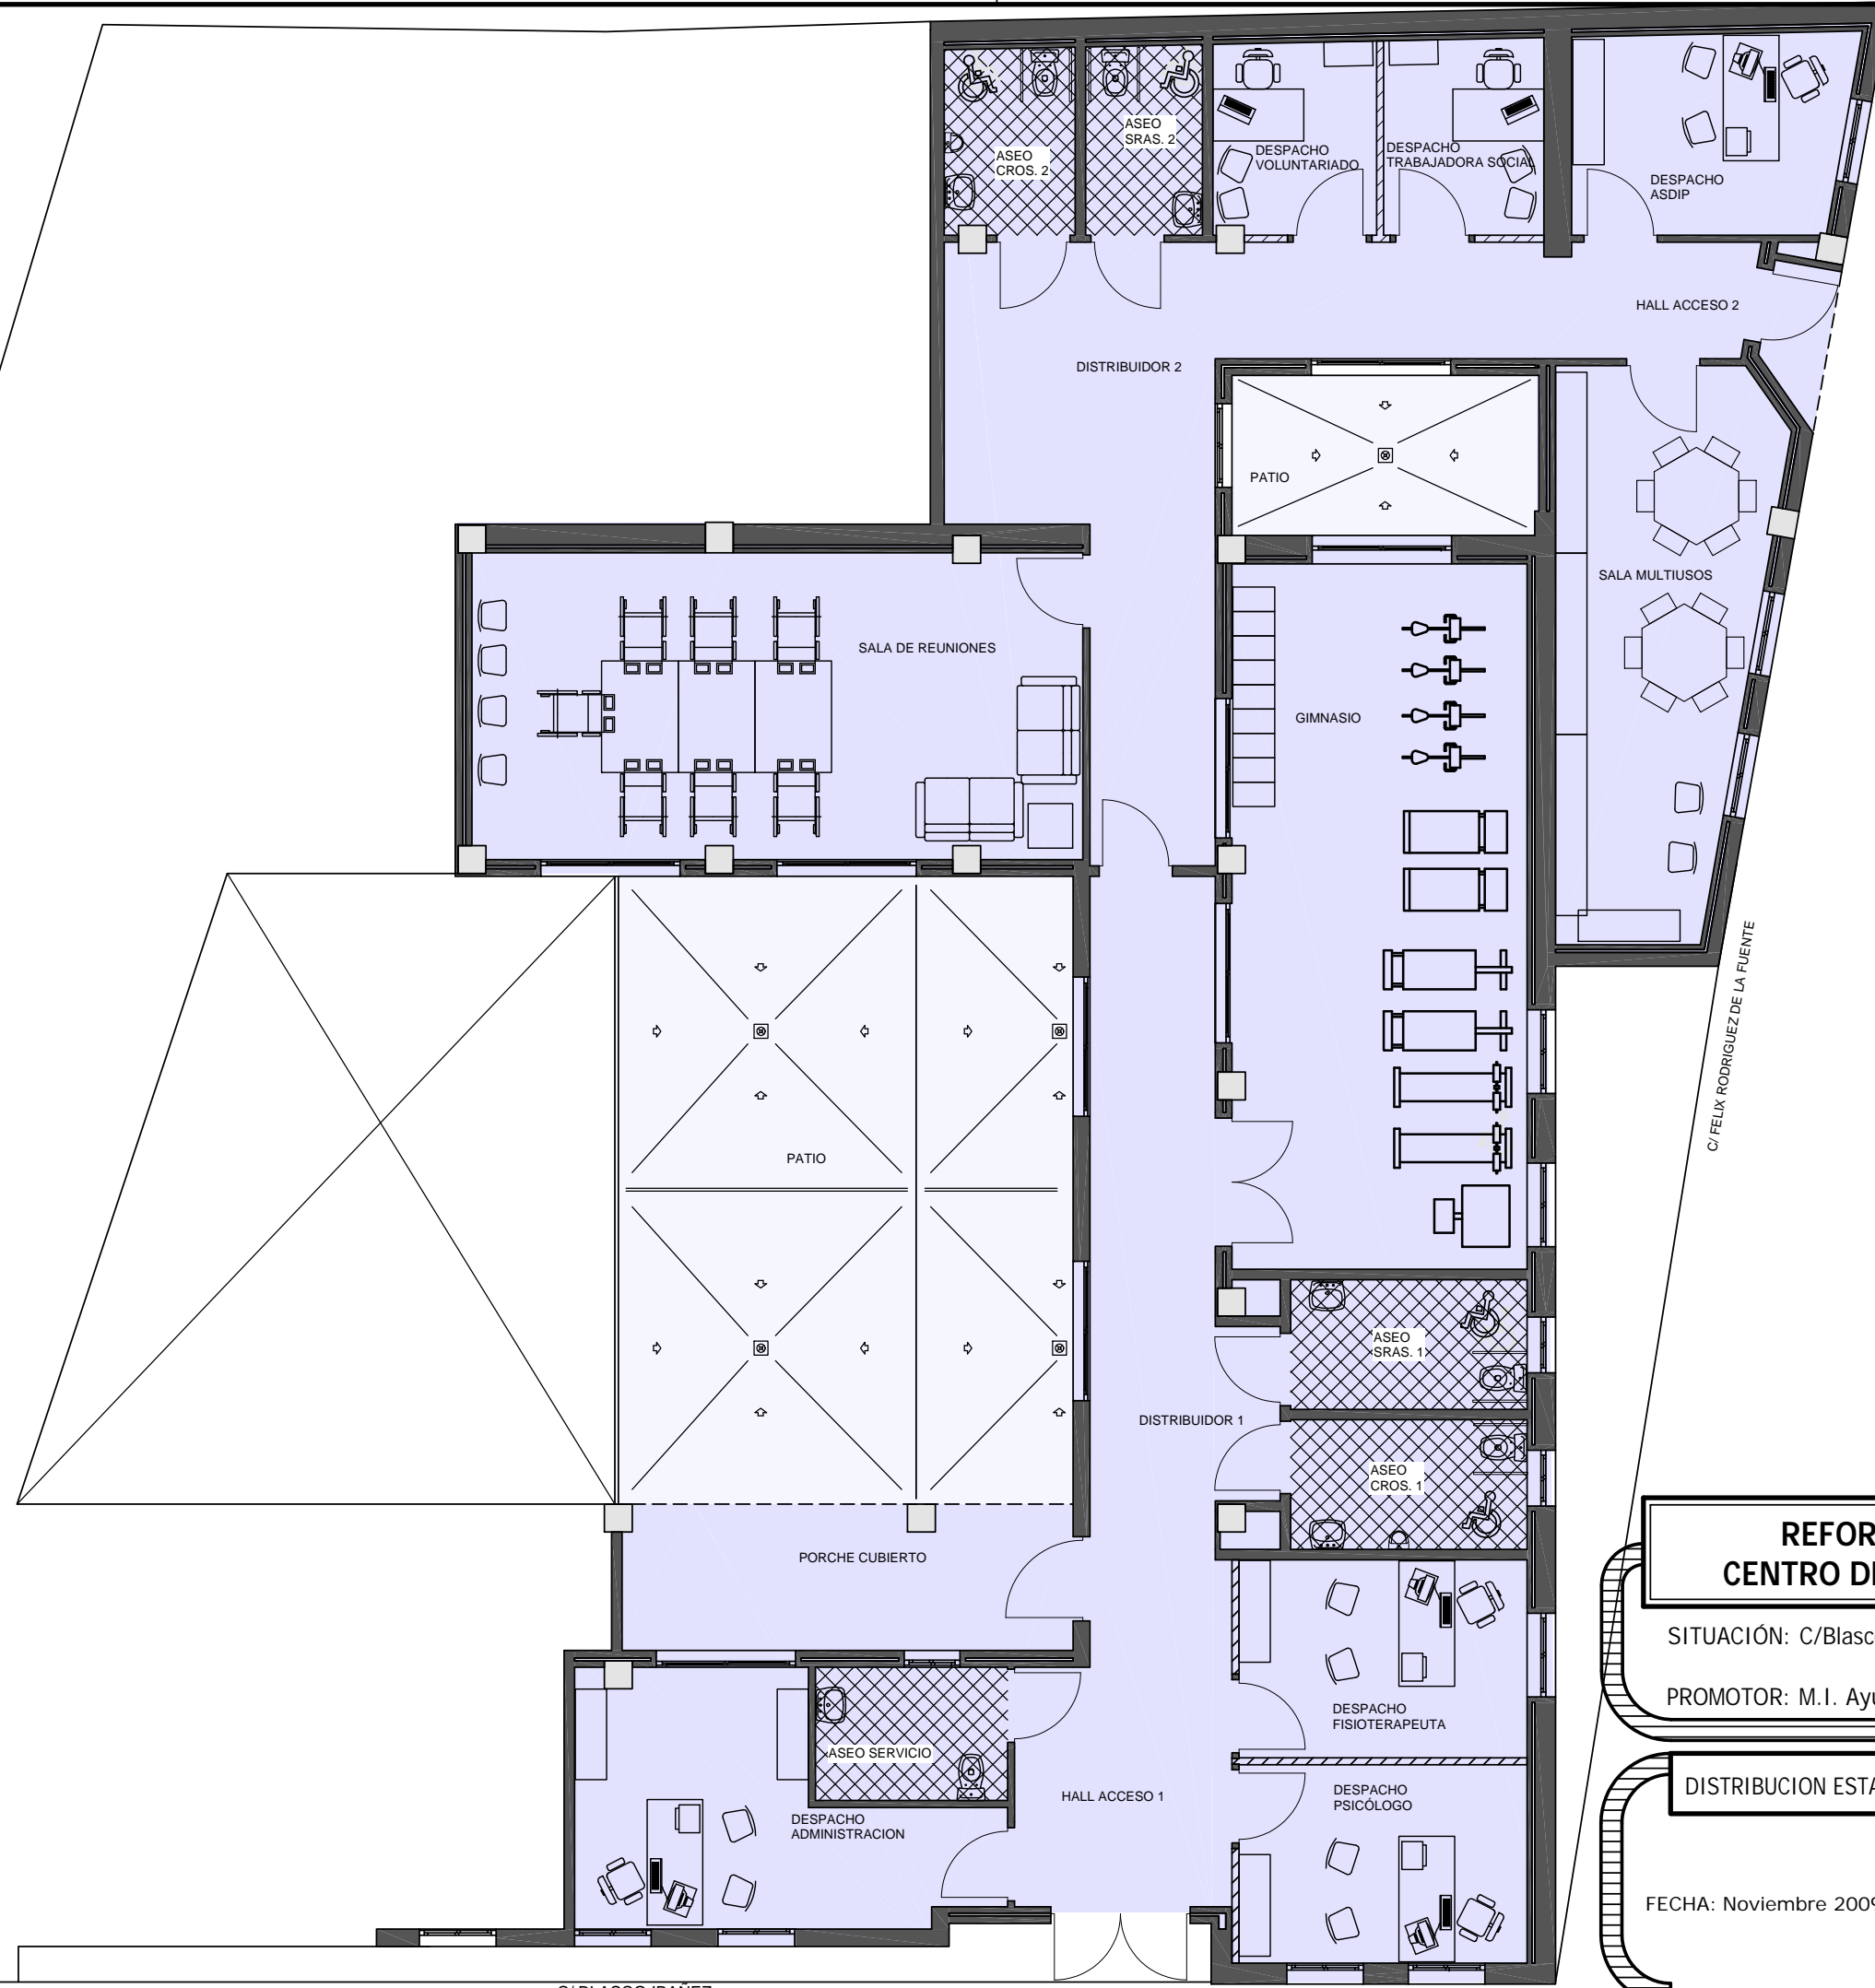 ASEO
CROS. 2
ASEO
SRAS. 2
DESPACHO
VOLUNTARIADO
DESPACHO
TRABAJADORA SOCIAL
DESPACHO
ASDIP
HALL ACCESO 2
DISTRIBUIDOR 2
PATIO
SALA MULTIUSOS
SALA DE REUNIONES
GIMNASIO
C/ FELIX RODRIGUEZ DE LA FUENTE
PATIO
ASEO
SRAS. 1
DISTRIBUIDOR 1
ASEO
CROS. 1
PORCHE CUBIERTO
DESPACHO
FISIOTERAPEUTA
ASEO SERVICIO
HALL ACCESO 1
DESPACHO
PSICÓLOGO
DESPACHO
ADMINISTRACION
C/ BLASCO IBAÑEZ
REFOR
CENTRO DE
SITUACIÓN: C/Blasc
PROMOTOR: M.I. Ayu
DISTRIBUCION ESTA
FECHA: Noviembre 2009